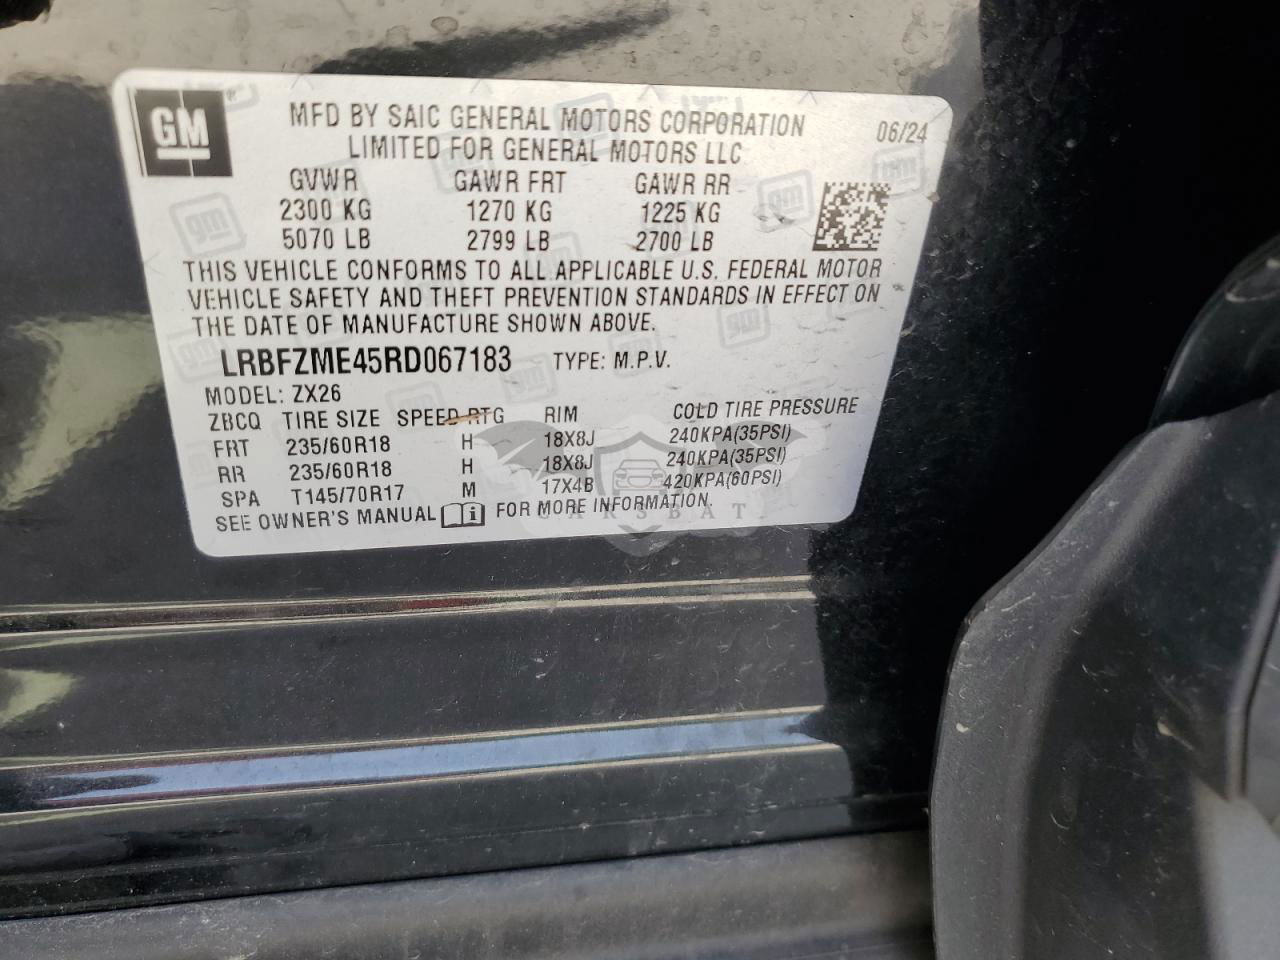 GM ®
MFD BY SAIC GENERAL MOTORS CORPORATION
LIMITED FOR GENERAL MOTORS LLC
06/24
GVWR GAWR FRT GAWR RR
2300 KG 1270 KG 1225 KG
5070 LB 2799 LB 2700 LB
THIS VEHICLE CONFORMS TO ALL APPLICABLE U.S. FEDERAL MOTOR
VEHICLE SAFETY AND THEFT PREVENTION STANDARDS IN EFFECT ON
THE DATE OF MANUFACTURE SHOWN ABOVE.
LRBFZME45RD067183 TYPE: M.P.V.
MODEL: ZX26
ZBCQ TIRE SIZE SPEED RTG RIM COLD TIRE PRESSURE
FRT 235/60R18 H 18X8J 240KPA(35PSI)
RR 235/60R18 H 18X8J 240KPA(35PSI)
SPA T145/70R17 M 17X4B 420KPA(60PSI)
SEE OWNER'S MANUAL FOR MORE INFORMATION.
CARSBAT